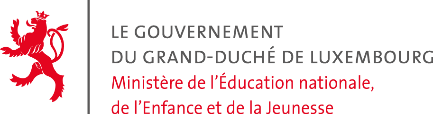 LE GOUVERNEMENT
DU GRAND-DUCHÉ DE LUXEMBOURG
Ministère de l'Éducation nationale,
de l'Enfance et de la Jeunesse